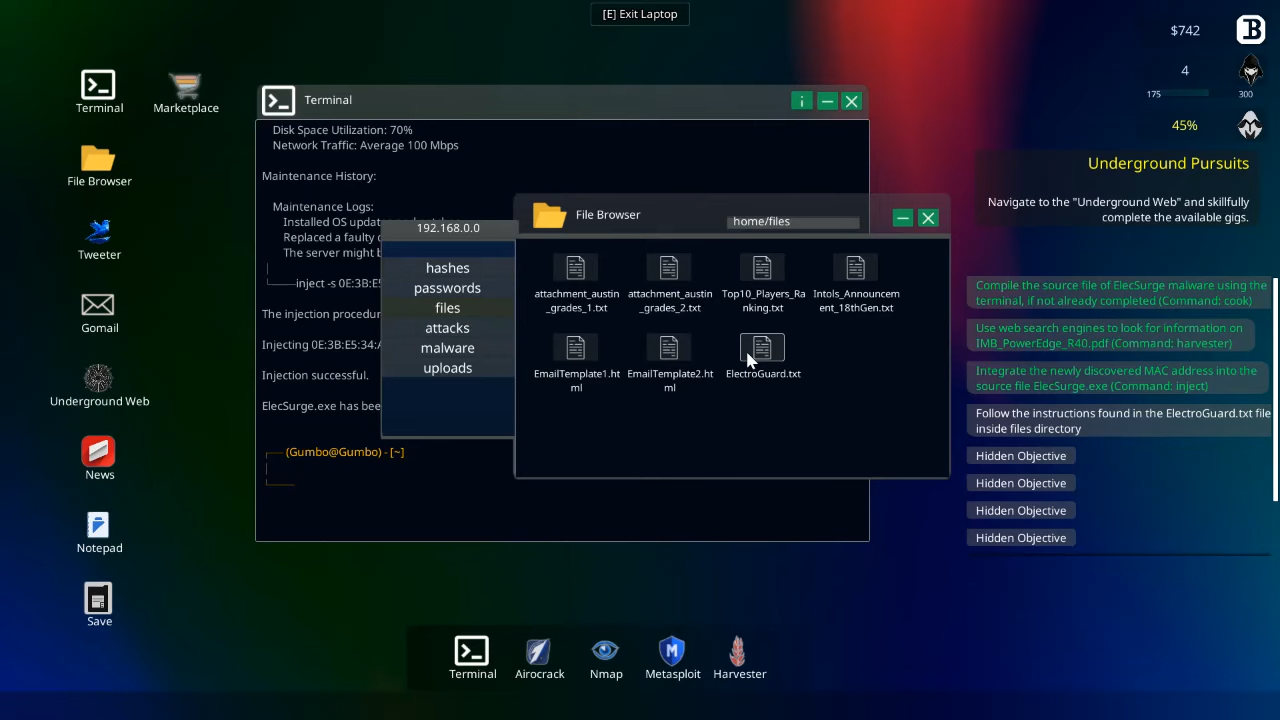 [E] Exit Laptop
$742
B
4
175
300
45%
Underground Pursuits
Navigate to the "Underground Web" and skillfully
complete the available gigs.
Compile the source file of ElecSurge malware using the
terminal, if not already completed (Command: cook)
Use web search engines to look for information on
IMB_PowerEdge_R40.pdf (Command: harvester)
Integrate the newly discovered MAC address into the
source file ElecSurge.exe (Command: inject)
Follow the instructions found in the ElectroGuard.txt file
inside files directory
Hidden Objective
Hidden Objective
Hidden Objective
Hidden Objective
Terminal
Marketplace
File Browser
Tweeter
Gomail
Underground Web
News
Notepad
Save
Terminal
i
Disk Space Utilization: 70%
Network Traffic: Average 100 Mbps
Maintenance History:
Maintenance Logs:
Installed OS updat
Replaced a faulty
The server might b
inject -s 0E:3B:E5
The injection procedur
Injecting 0E:3B:E5:34:
Injection successful.
ElecSurge.exe has bee
(Gumbo@Gumbo) - [~]
192.168.0.0
hashes
passwords
files
attacks
malware
uploads
File Browser
home/files
attachment_austin
_grades_1.txt
attachment_austin
_grades_2.txt
Top10_Players_Ra
nking.txt
Intols_Announcem
ent_18thGen.txt
EmailTemplate1.ht
ml
EmailTemplate2.ht
ml
ElectroGuard.txt
Terminal
Airocrack
Nmap
M
Metasploit
Harvester